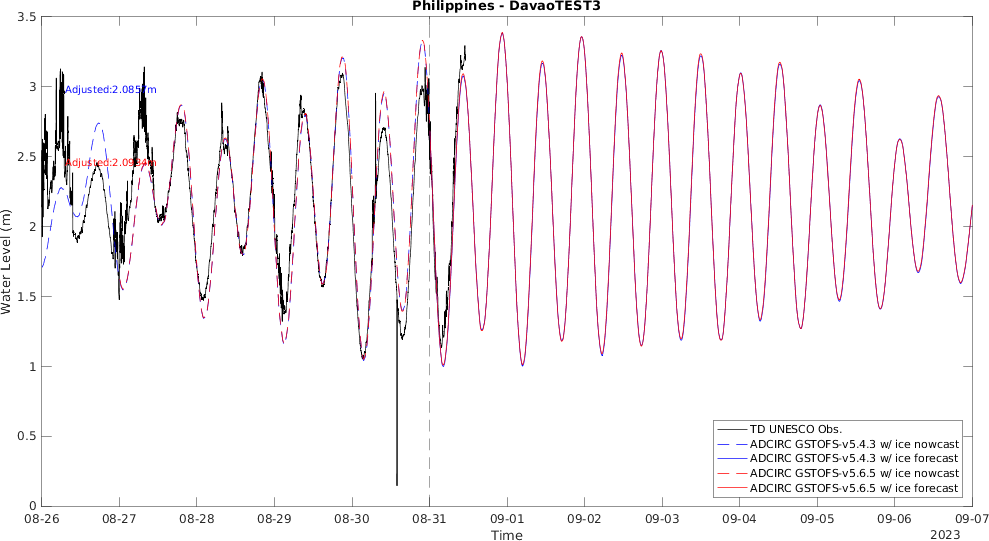 Philippines - DavaoTEST3
3.5
3
2.5
2
1.5
1
0.5
0
Water Level (m)
08-26
08-27
08-28
08-29
08-30
08-31
09-01
09-02
09-03
09-04
09-05
09-06
09-07
Time
2023
TD UNESCO Obs.
ADCIRC GSTOFS-v5.4.3 w/ ice nowcast
ADCIRC GSTOFS-v5.4.3 w/ ice forecast
ADCIRC GSTOFS-v5.6.5 w/ ice nowcast
ADCIRC GSTOFS-v5.6.5 w/ ice forecast